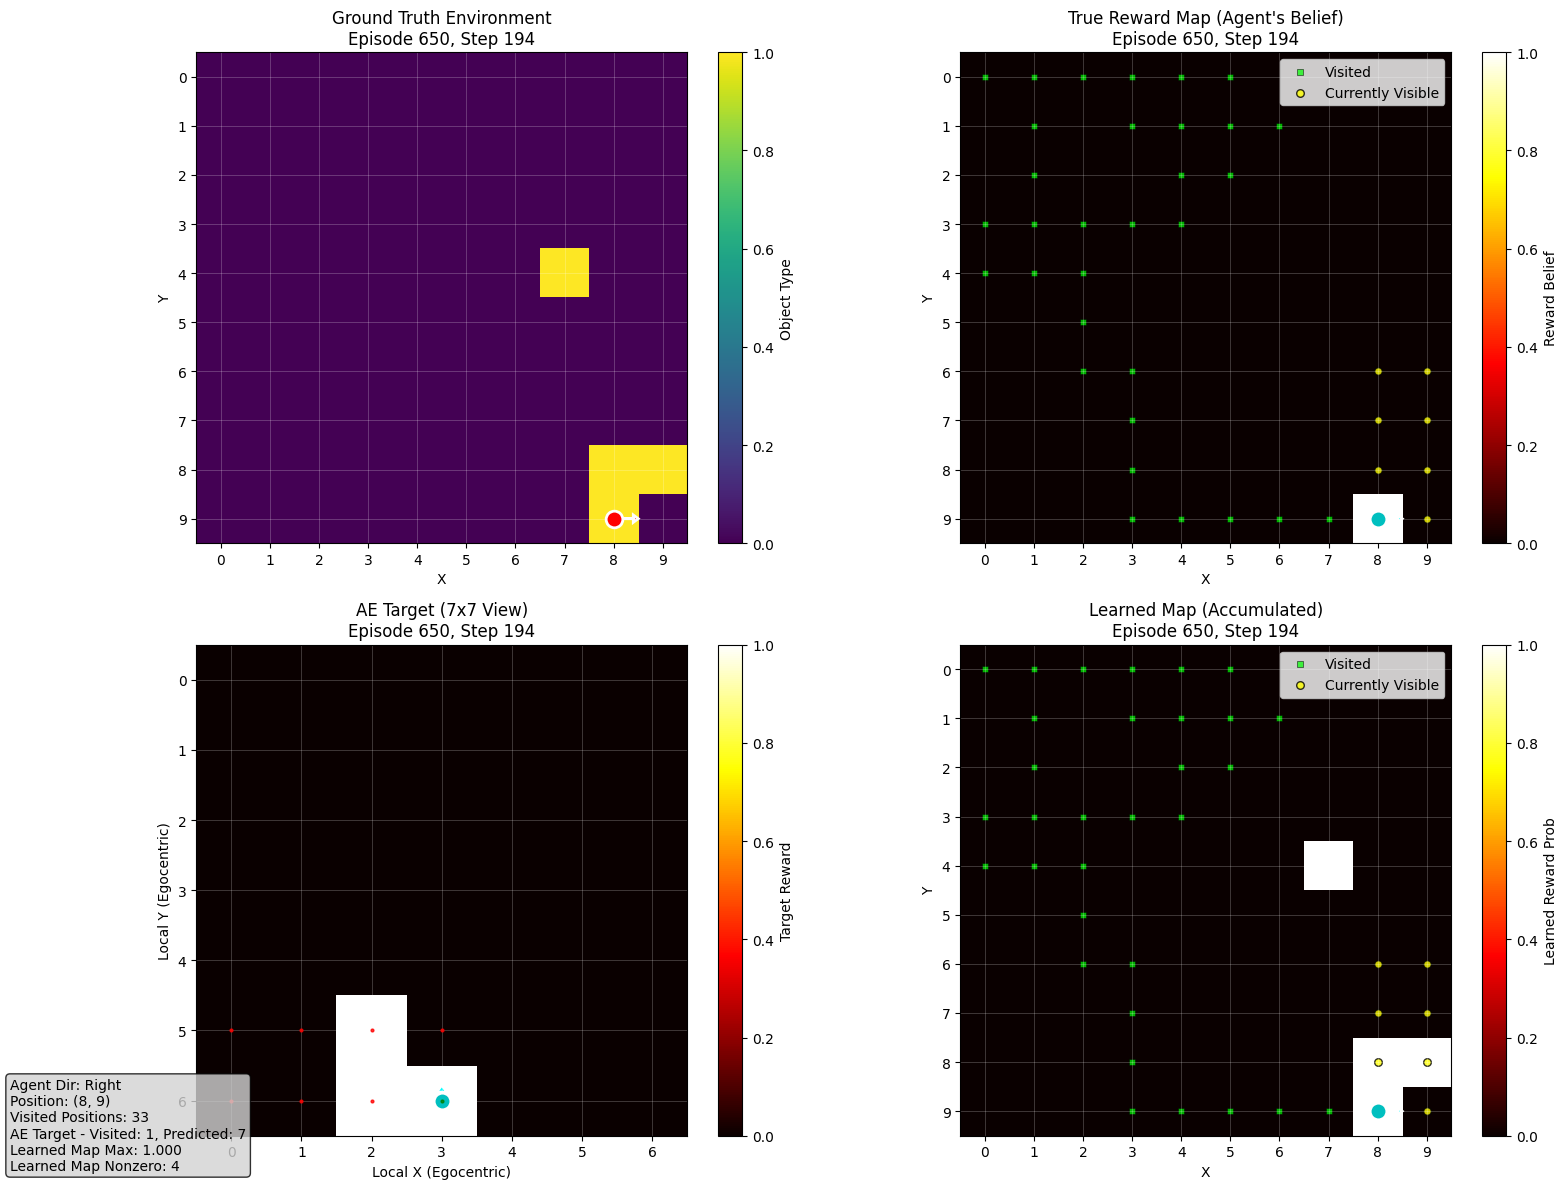 Ground Truth Environment
Episode 650, Step 194
0
1
2
3
4
5
6
7
8
9
Y
0 1 2 3 4 5 6 7 8 9
X
1.0
0.8
0.6
0.4
0.2
0.0
Object Type
True Reward Map (Agent's Belief)
Episode 650, Step 194
Visited
Currently Visible
0
1
2
3
4
5
6
7
8
9
Y
0 1 2 3 4 5 6 7 8 9
X
1.0
0.8
0.6
0.4
0.2
0.0
Reward Belief
AE Target (7x7 View)
Episode 650, Step 194
0
1
2
3
4
5
6
Local Y (Egocentric)
0 1 2 3 4 5 6
Local X (Egocentric)
1.0
0.8
0.6
0.4
0.2
0.0
Target Reward
Learned Map (Accumulated)
Episode 650, Step 194
Visited
Currently Visible
0
1
2
3
4
5
6
7
8
9
Y
0 1 2 3 4 5 6 7 8 9
X
1.0
0.8
0.6
0.4
0.2
0.0
Learned Reward Prob
Agent Dir: Right
Position: (8, 9)
Visited Positions: 33
AE Target - Visited: 1, Predicted: 7
Learned Map Max: 1.000
Learned Map Nonzero: 4